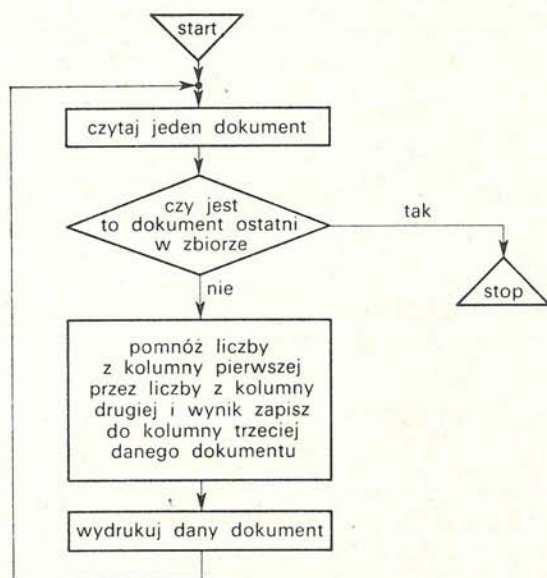 start
czytaj jeden dokument
czy jest
to dokument ostatni
w zbiorze
tak
stop
nie
pomnóż liczby
z kolumny pierwszej
przez liczby z kolumny
drugiej i wynik zapisz
do kolumny trzeciej
danego dokumentu
wydrukuj dany dokument